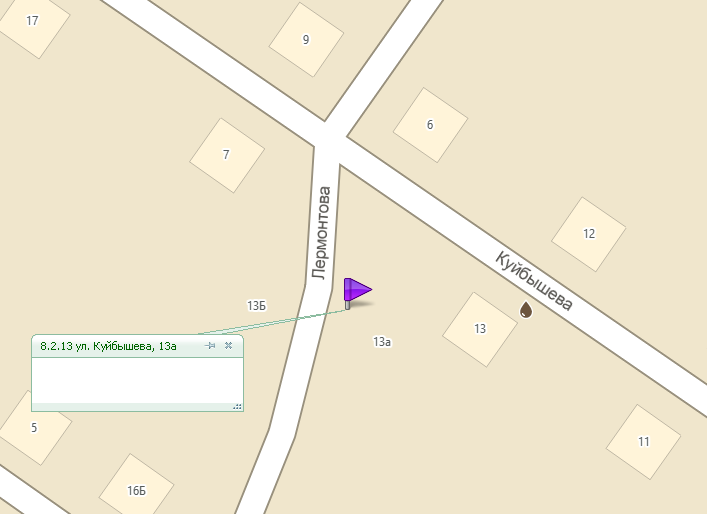 17
9
6
7
Лермонтова
12
Куйбышева
13Б
13
13а
8.2.13 ул. Куйбышева, 13а
5
11
16Б